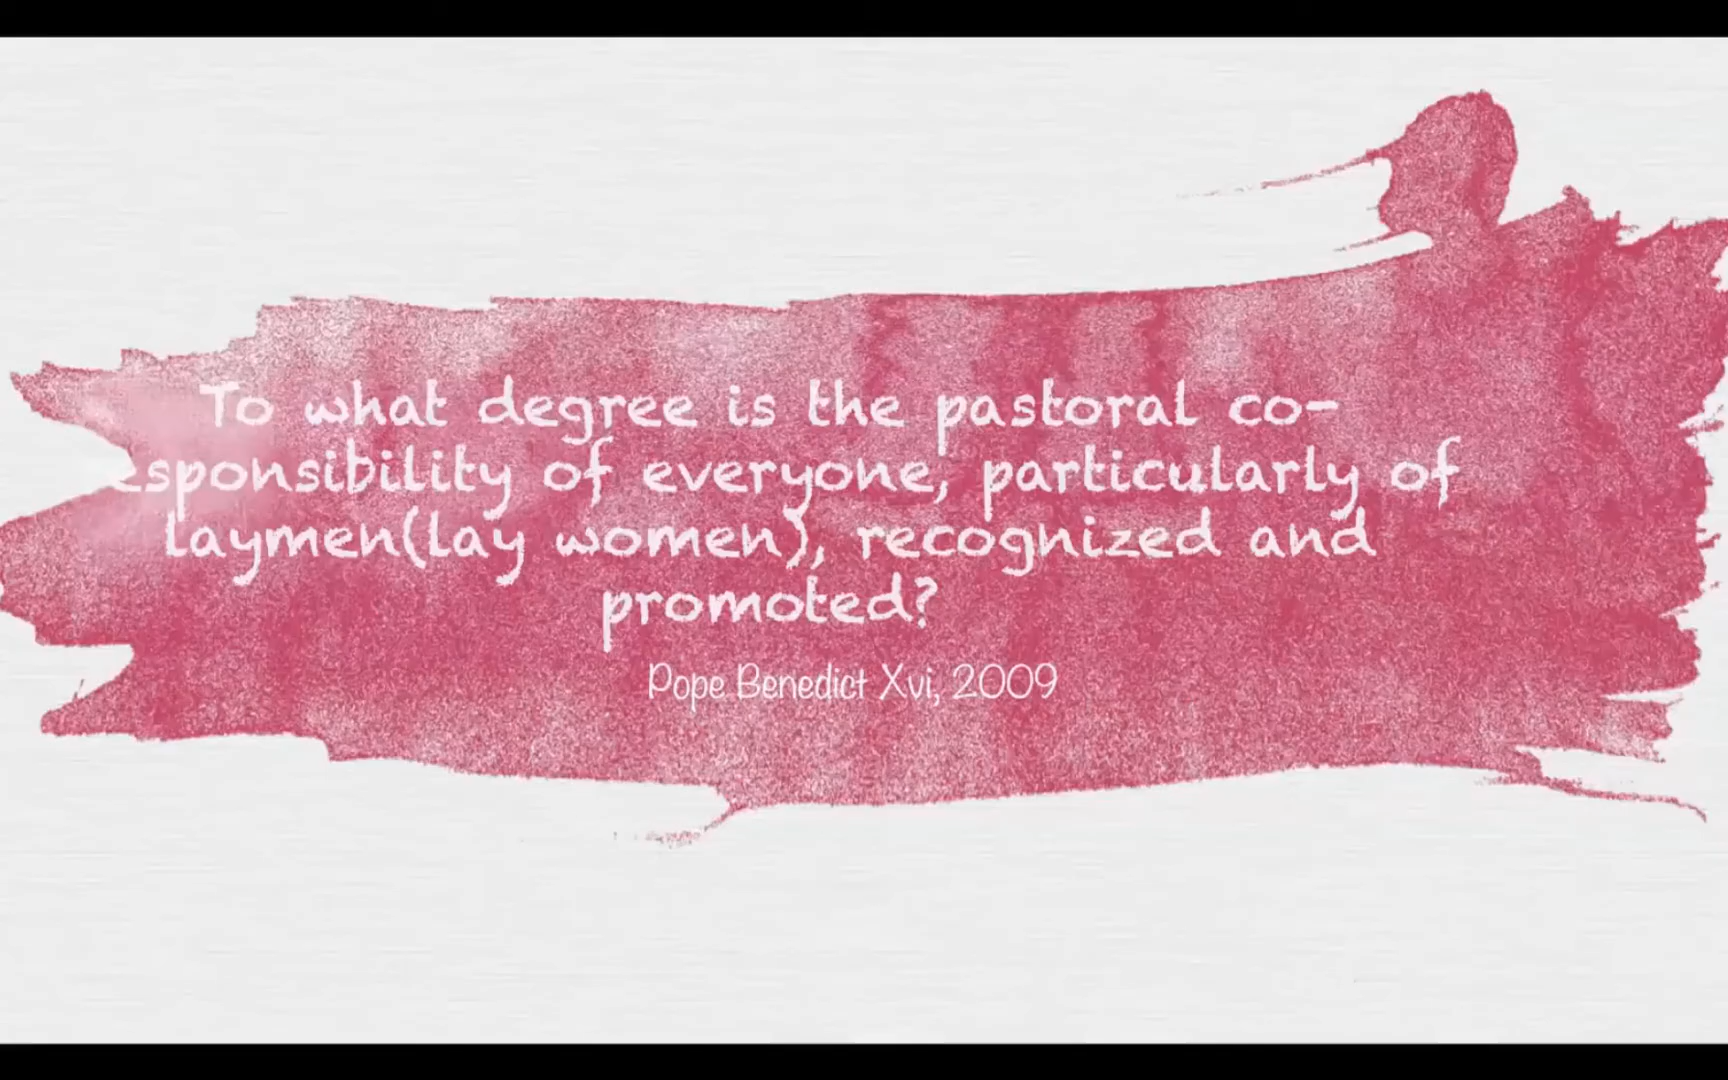 To what degree is the pastoral co-
esponsibility of everyone, particularly of
laymen(lay women), recognized and
promoted?
Pope Benedict Xvi, 2009